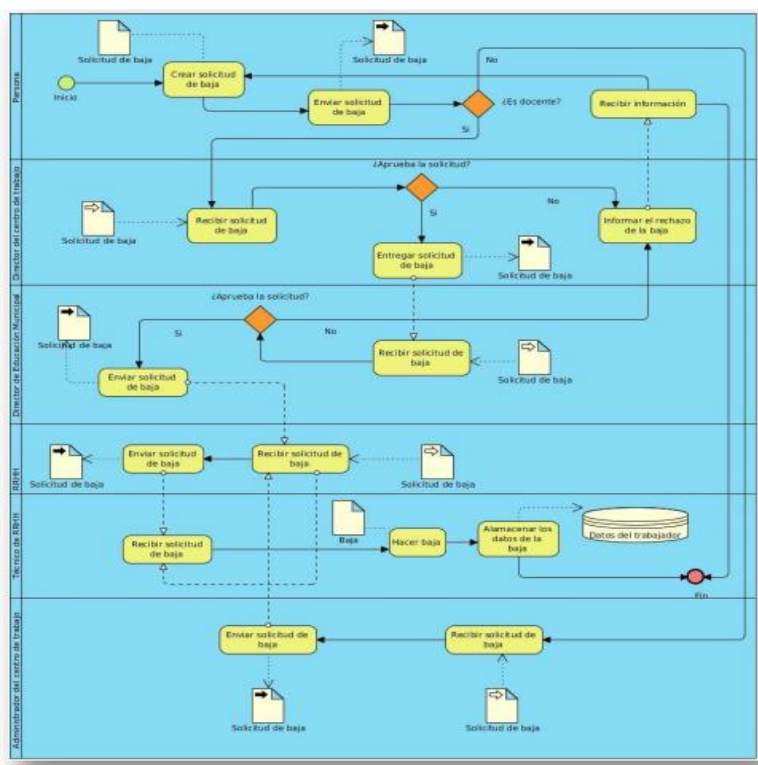 Persona
Solicitud de baja
Solicitud de baja
Crear solicitud
de baja
No
Inicio
Enviar solicitud
de baja
¿Es docente?
Recibir información
Si
Director del centro de trabajo
¿Aprueba la solicitud?
No
Recibir solicitud
de baja
Si
Informar el rechazo
de la baja
Solicitud de baja
Entregar solicitud
de baja
Solicitud de baja
Director de Educación Municipal
¿Aprueba la solicitud?
Si
No
Solicitud de baja
Recibir solicitud de
baja
Enviar solicitud de
baja
Solicitud de baja
RRHH
Enviar solicitud de
baja
Recibir solicitud de
baja
Solicitud de baja
Solicitud de baja
Técnico de RRHH
Baja
Recibir solicitud
de baja
Hacer baja
Alamacenar los
datos de la
baja
Datos del trabajador
Fin
Administrador del centro de trabajo
Enviar solicitud de
baja
Recibir solicitud de
baja
Solicitud de baja
Solicitud de baja